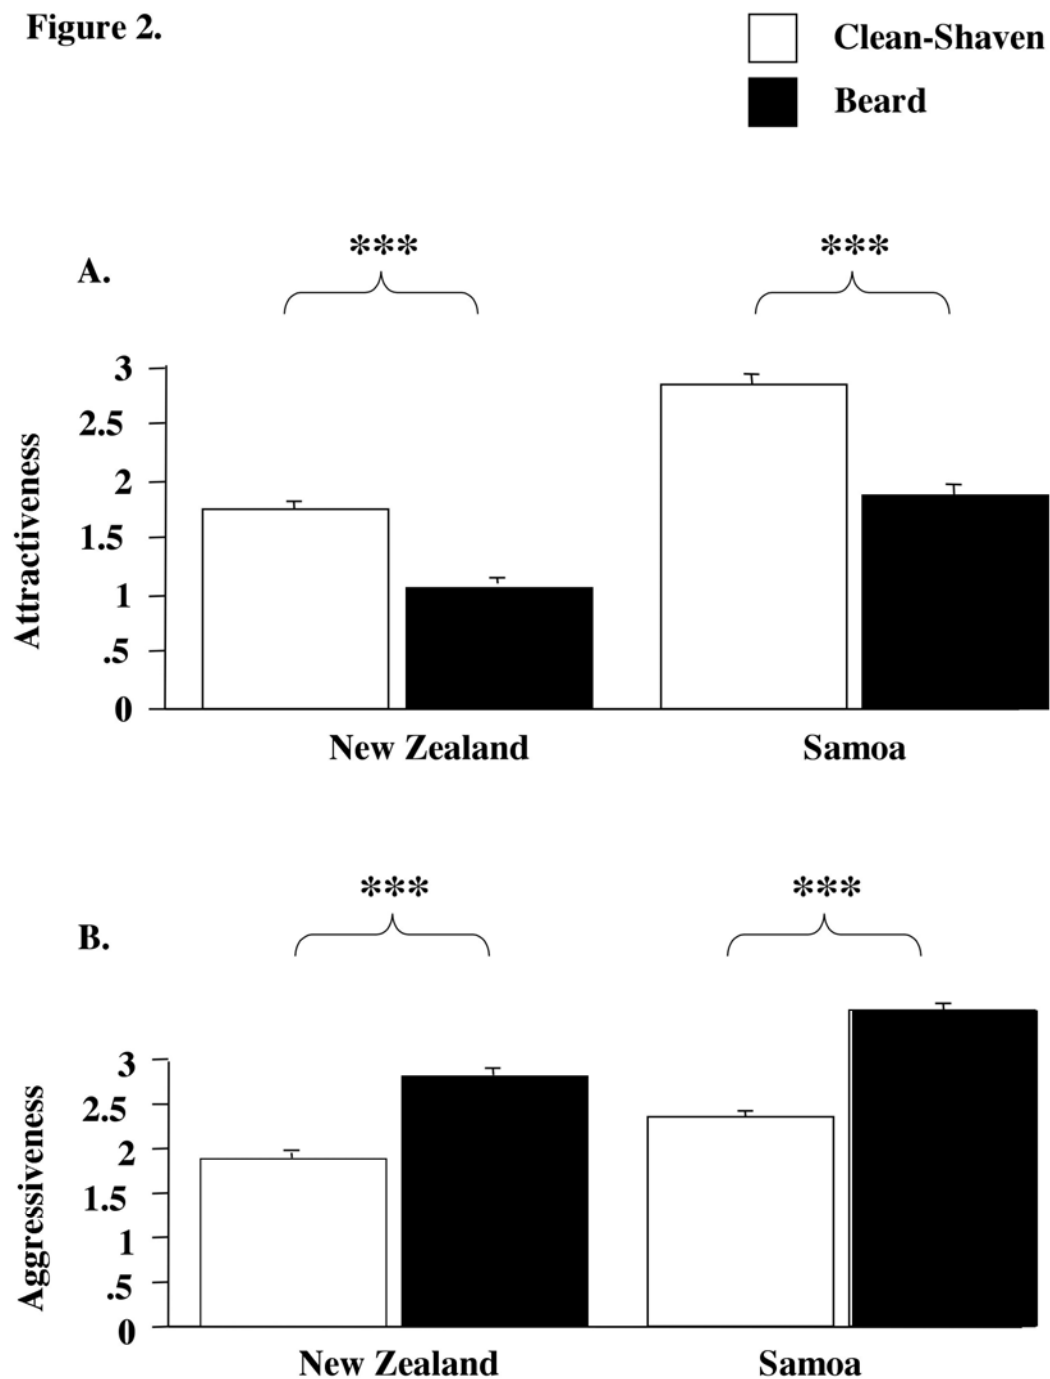 Figure 2.
Clean-Shaven
Beard
A.
***
***
Attractiveness
3
2.5
2
1.5
1
.5
0
New Zealand
Samoa
B.
***
***
Aggressiveness
3
2.5
2
1.5
1
.5
0
New Zealand
Samoa